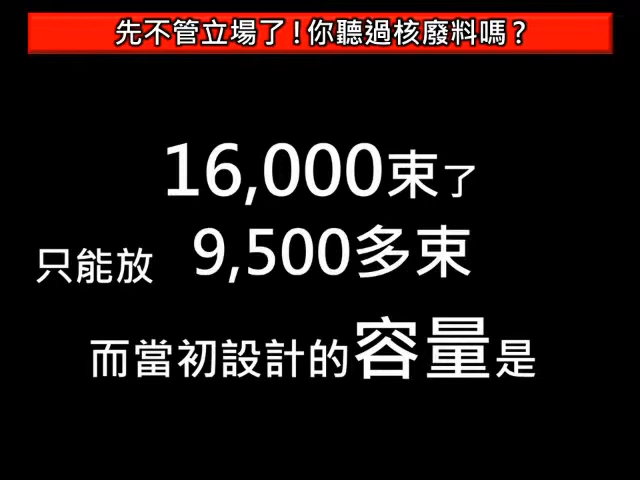 先不管立場了!你聽過核廢料嗎?
16,000束了
只能放 9,500多束
而當初設計的容量是